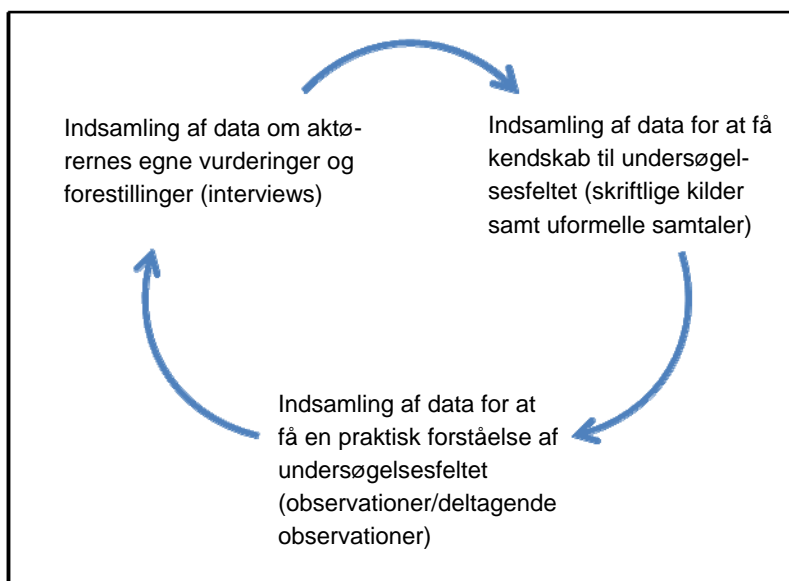 Indsamling af data om aktø-
rernes egne vurderinger og
forestillinger (interviews)
Indsamling af data for at få
kendskab til undersøgel-
sesfeltet (skriftlige kilder
samt uformelle samtaler)
Indsamling af data for at
få en praktisk forståelse af
undersøgelsesfeltet
(observationer/deltagende
observationer)